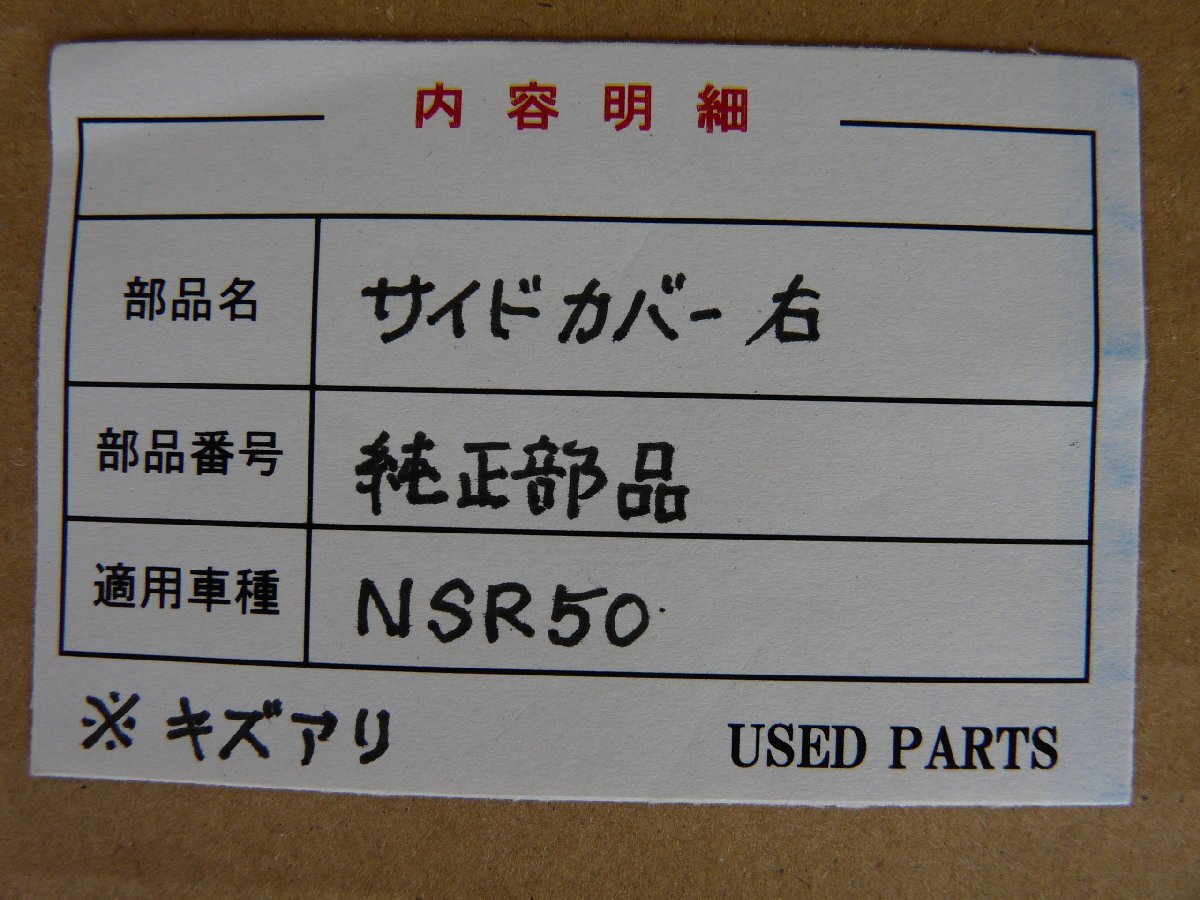 内容明細
部品名 サイドカバー右
部品番号 純正部品
適用車種 NSR50
※キズアリ USED PARTS